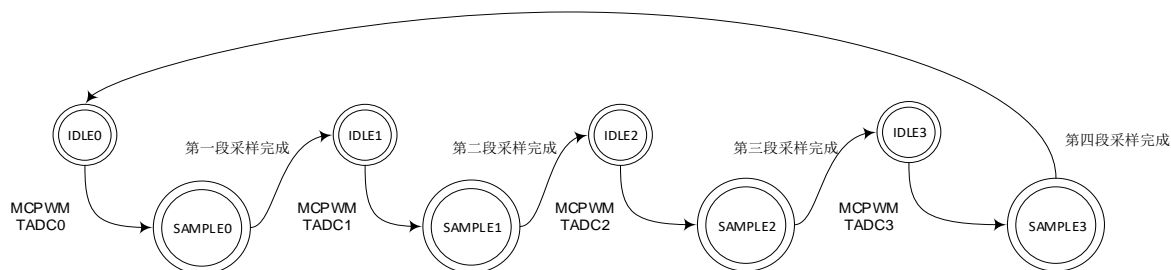 IDLE0
IDLE1
IDLE2
IDLE3
第一段采样完成
第二段采样完成
第三段采样完成
第四段采样完成
MCPWM
TADC0
MCPWM
TADC1
MCPWM
TADC2
MCPWM
TADC3
SAMPLE0
SAMPLE1
SAMPLE2
SAMPLE3